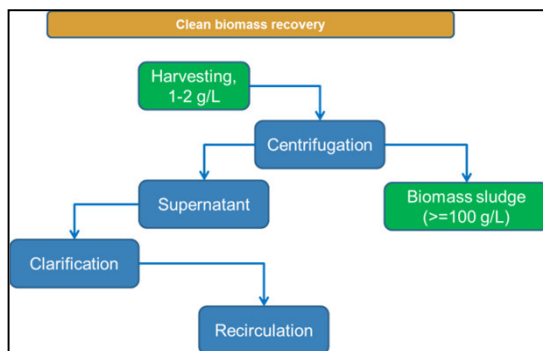 Clean biomass recovery
Harvesting,
1-2 g/L
Centrifugation
Supernatant
Biomass sludge
(>=100 g/L)
Clarification
Recirculation